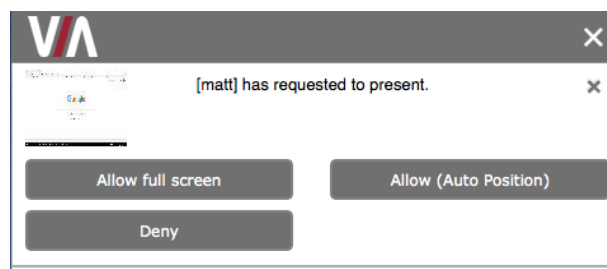 VIA
[matt] has requested to present.
Allow full screen
Allow (Auto Position)
Deny